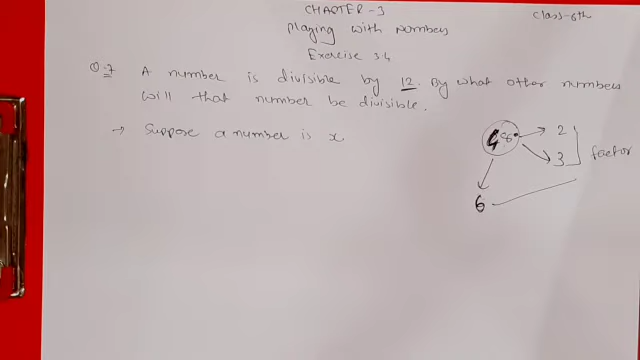 CHAPTER-3
Class-6th
Playing with Numbers
Exercise 3.4
Q.7 A number is divisible by 12. By what other numbers
will that number be divisible.
→ Suppose a number is x
48 → 2
→ 3
factor
6